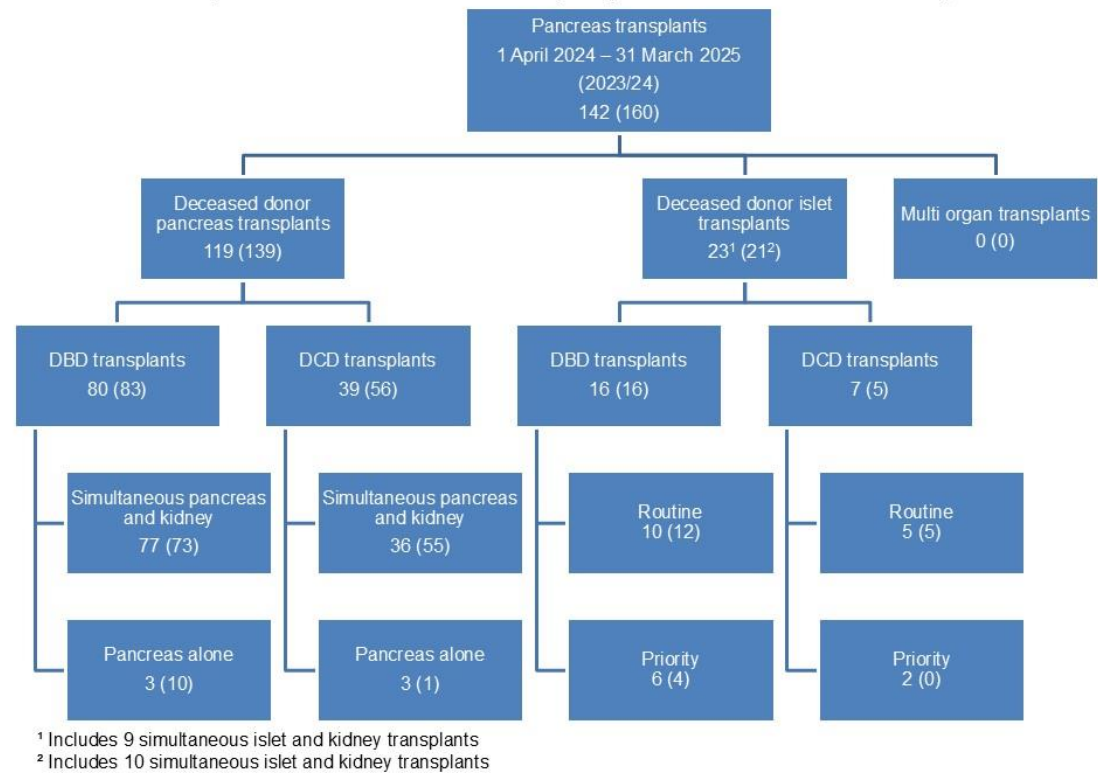 Pancreas transplants
1 April 2024 – 31 March 2025
(2023/24)
142 (160)
Deceased donor
pancreas transplants
119 (139)
Deceased donor islet
transplants
23¹ (21²)
Multi organ transplants
0 (0)
DBD transplants
80 (83)
DCD transplants
39 (56)
DBD transplants
16 (16)
DCD transplants
7 (5)
Simultaneous pancreas
and kidney
77 (73)
Simultaneous pancreas
and kidney
36 (55)
Routine
10 (12)
Routine
5 (5)
Pancreas alone
3 (10)
Pancreas alone
3 (1)
Priority
6 (4)
Priority
2 (0)
¹ Includes 9 simultaneous islet and kidney transplants
² Includes 10 simultaneous islet and kidney transplants